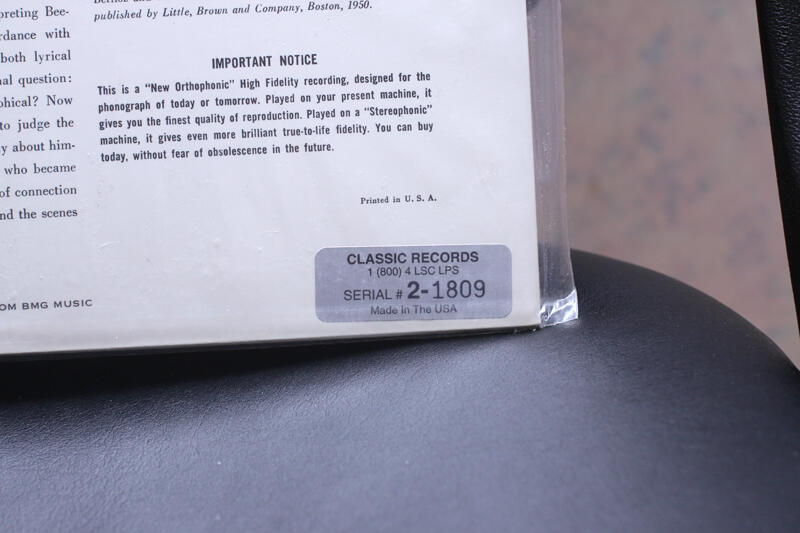 preting Bee-
rdance with
both lyrical
nal question:
phical? Now
to judge the
y about him-
who became
of connection
nd the scenes
OM BMG MUSIC
published by Little, Brown and Company, Boston, 1950.
IMPORTANT NOTICE
This is a "New Orthophonic" High Fidelity recording, designed for the
phonograph of today or tomorrow. Played on your present machine, it
gives you the finest quality of reproduction. Played on a "Stereophonic"
machine, it gives even more brilliant true-to-life fidelity. You can buy
today, without fear of obsolescence in the future.
Printed in U. S. A.
CLASSIC RECORDS
1 (800) 4 LSC LPS
SERIAL # 2-1809
Made In The USA